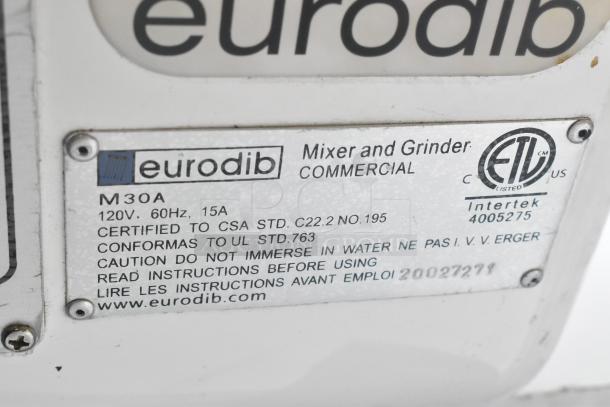 eurodib
eurodib
Mixer and Grinder
COMMERCIAL
ETL CM
C LISTED US
Intertek
4005275
M30A
120V, 60Hz, 15A
CERTIFIED TO CSA STD. C22.2 NO.195
CONFORMAS TO UL STD.763
CAUTION DO NOT IMMERSE IN WATER NE PAS I. V. V. ERGER
READ INSTRUCTIONS BEFORE USING
LIRE LES INSTRUCTIONS AVANT EMPLOI 20027271
www.eurodib.com